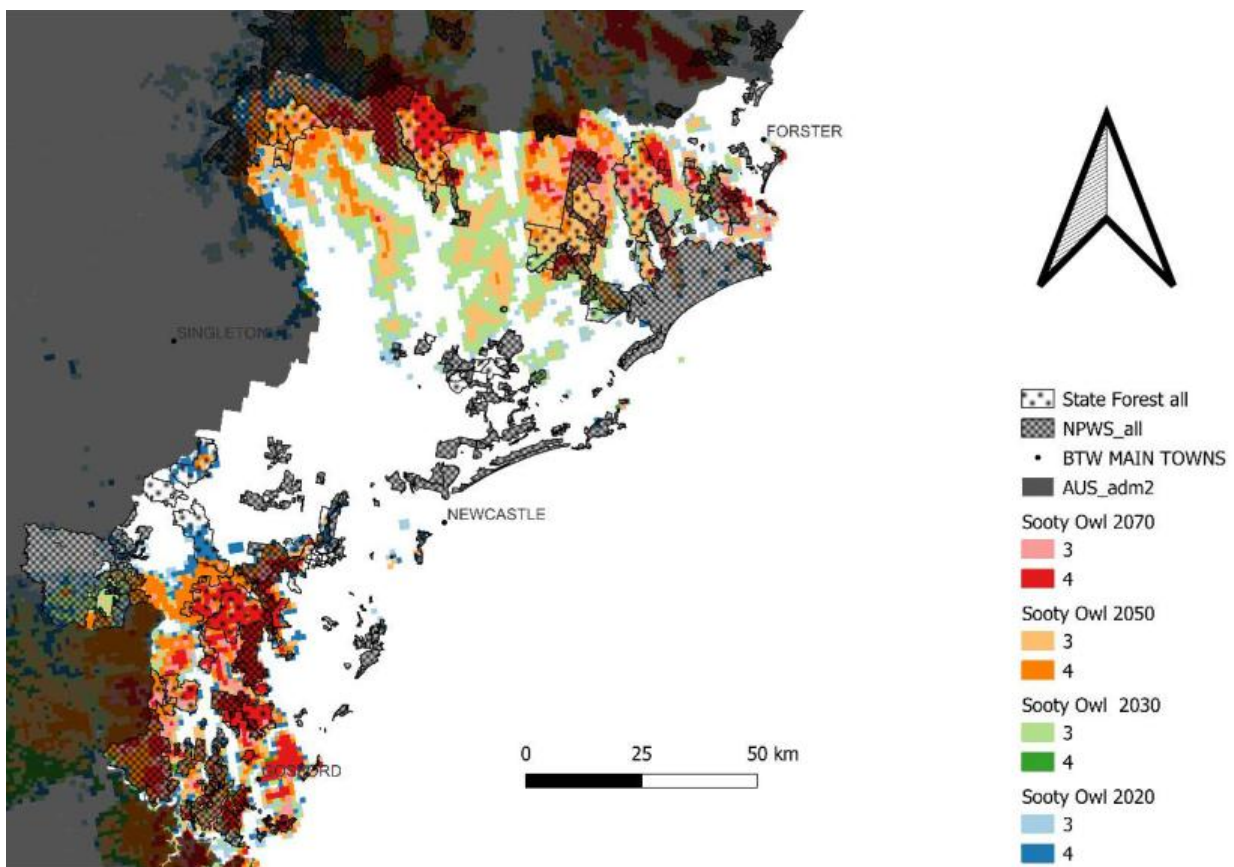 FORSTER
SINGLETON
NEWCASTLE
GOSFORD
0 25 50 km
State Forest all
NPWS_all
BTW MAIN TOWNS
AUS_adm2
Sooty Owl 2070
3
4
Sooty Owl 2050
3
4
Sooty Owl 2030
3
4
Sooty Owl 2020
3
4